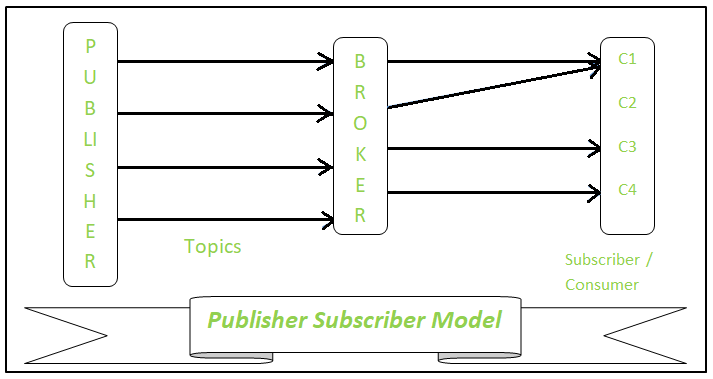 PUBLISHER
BROKER
C1
C2
C3
C4
Topics
Subscriber /
Consumer
Publisher Subscriber Model